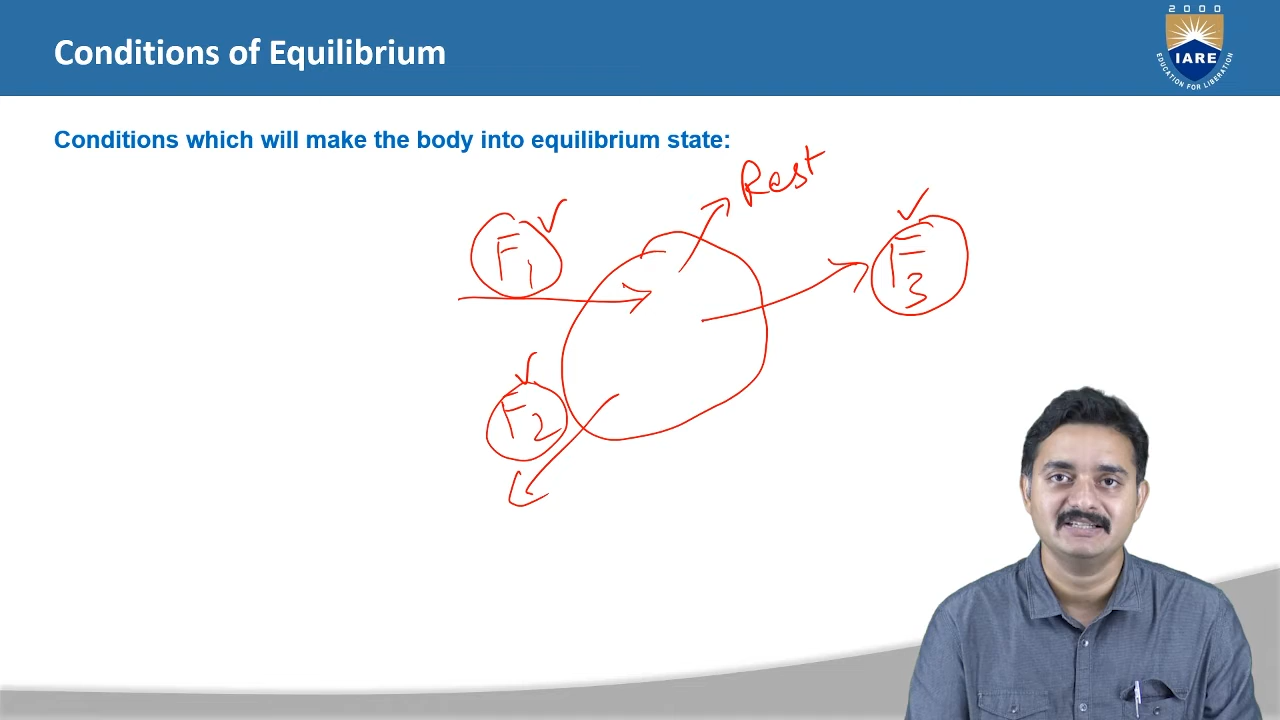 2000
Conditions of Equilibrium
IARE
EDUCATION FOR LIBERATION
Conditions which will make the body into equilibrium state:
Rest
F1
F3
F2